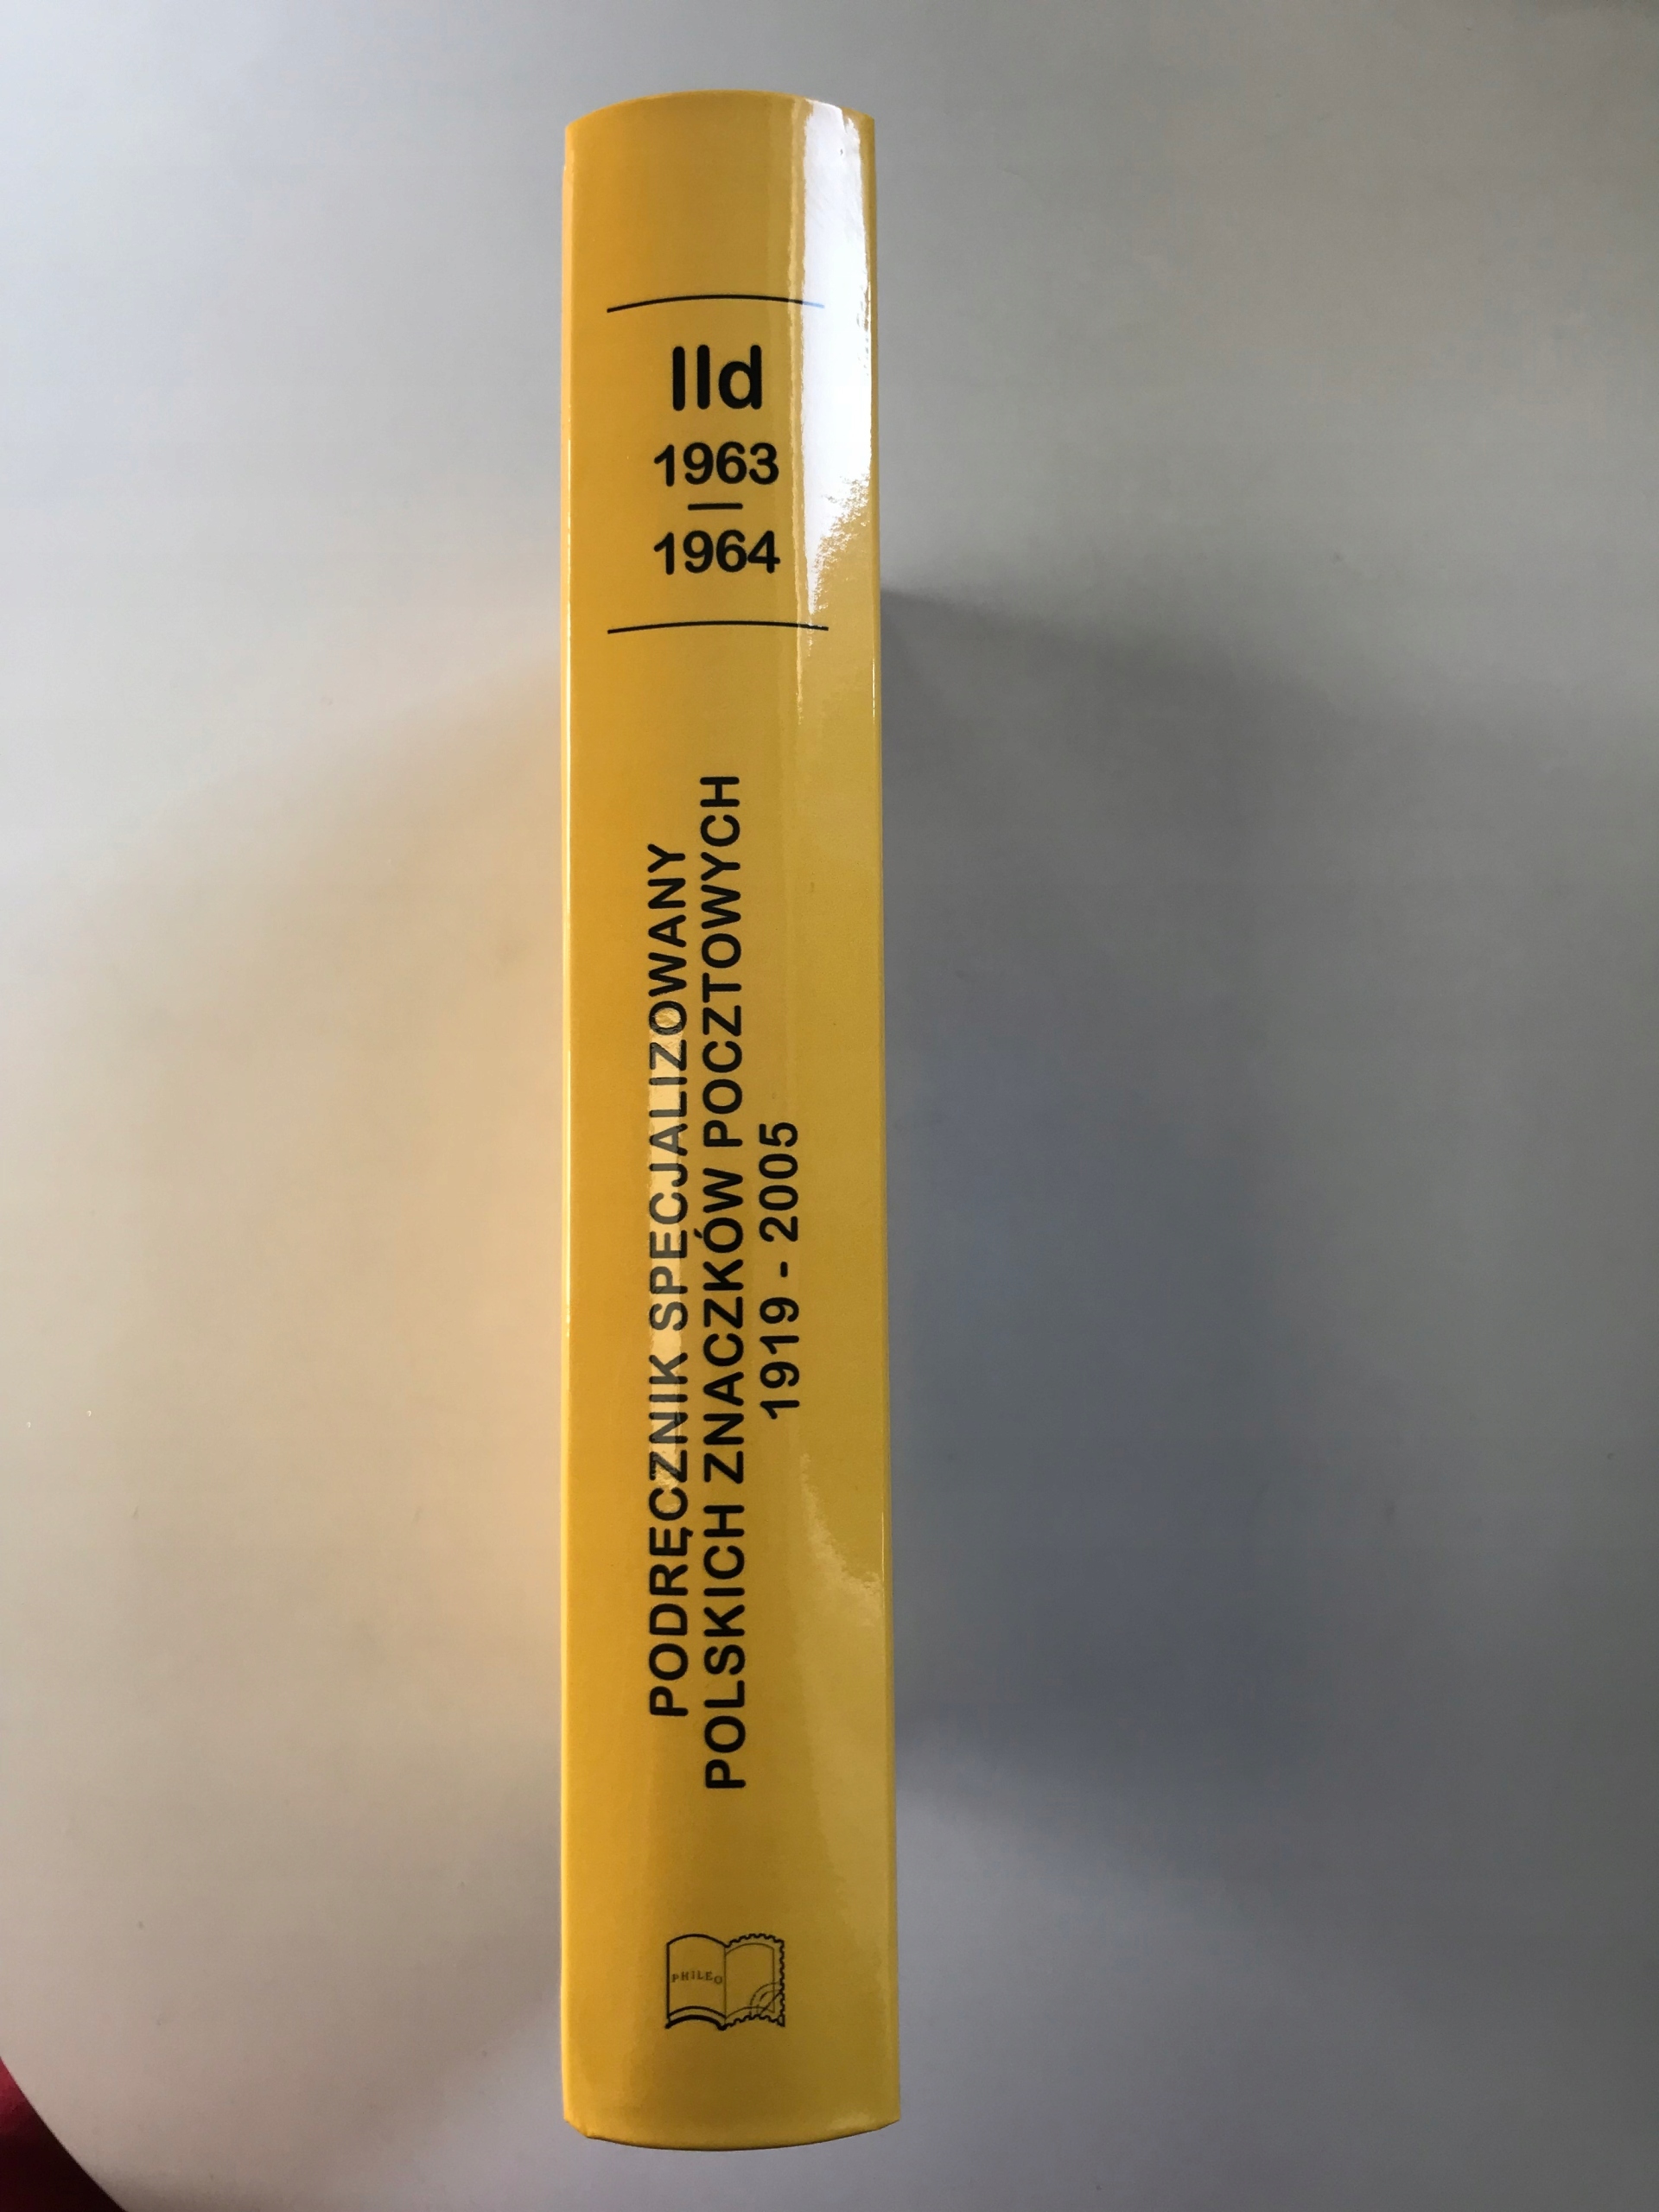 IId
1963
–
1964
PODRĘCZNIK SPECJALIZOWANY
POLSKICH ZNACZKÓW POCZTOWYCH
1919 - 2005
PHILEO